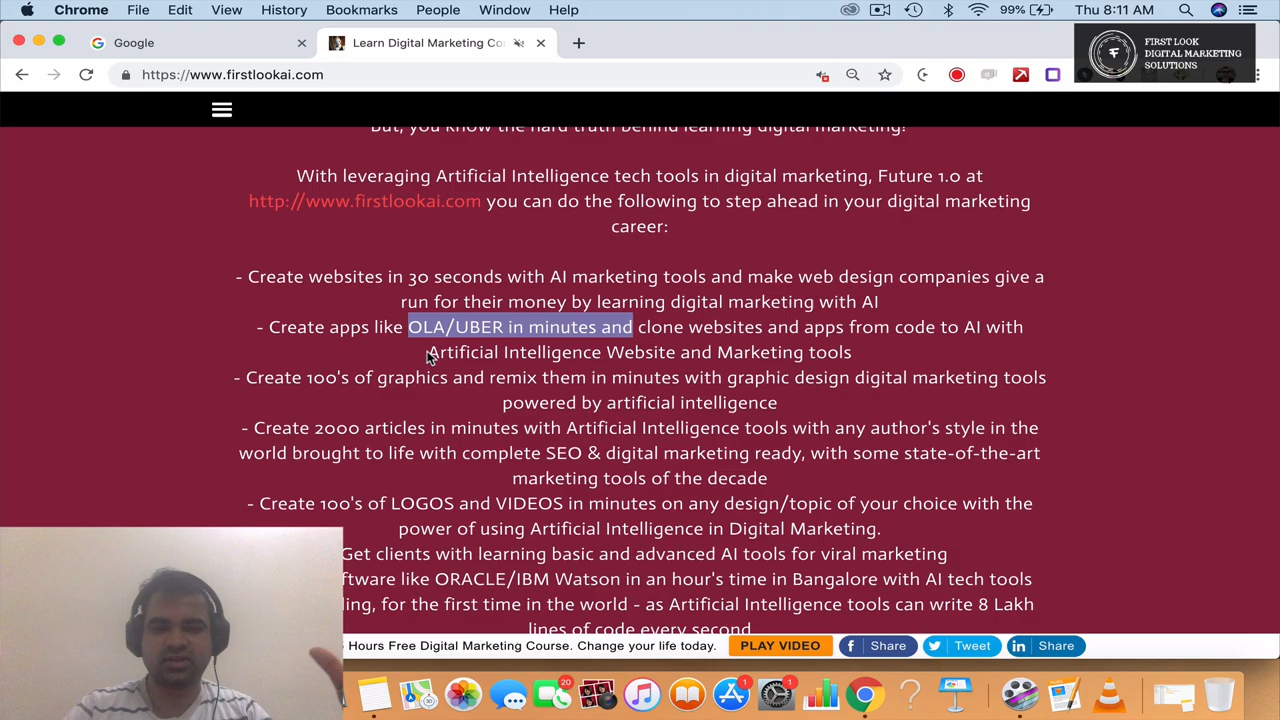 Chrome File Edit View History Bookmarks People Window Help 99% Thu 8:11 AM
Google Learn Digital Marketing Co
FIRST LOOK
DIGITAL MARKETING
SOLUTIONS
https://www.firstlookai.com
But, you know the hard truth behind learning digital marketing!
With leveraging Artificial Intelligence tech tools in digital marketing, Future 1.0 at
http://www.firstlookai.com you can do the following to step ahead in your digital marketing
career:
- Create websites in 30 seconds with AI marketing tools and make web design companies give a
run for their money by learning digital marketing with AI
- Create apps like OLA/UBER in minutes and clone websites and apps from code to AI with
Artificial Intelligence Website and Marketing tools
- Create 100's of graphics and remix them in minutes with graphic design digital marketing tools
powered by artificial intelligence
- Create 2000 articles in minutes with Artificial Intelligence tools with any author's style in the
world brought to life with complete SEO & digital marketing ready, with some state-of-the-art
marketing tools of the decade
- Create 100's of LOGOS and VIDEOS in minutes on any design/topic of your choice with the
power of using Artificial Intelligence in Digital Marketing.
Get clients with learning basic and advanced AI tools for viral marketing
ftware like ORACLE/IBM Watson in an hour's time in Bangalore with AI tech tools
ling, for the first time in the world - as Artificial Intelligence tools can write 8 Lakh
lines of code every second
Hours Free Digital Marketing Course. Change your life today. PLAY VIDEO Share Tweet Share
20 1 1